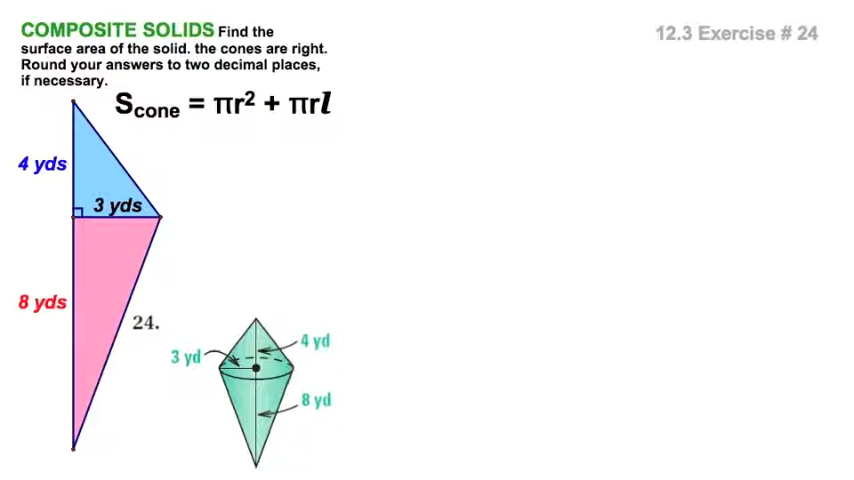 COMPOSITE SOLIDS Find the
surface area of the solid. the cones are right.
Round your answers to two decimal places,
if necessary.
12.3 Exercise # 24
Scone = πr² + πrl
4 yds
3 yds
8 yds
24.
3 yd
4 yd
8 yd